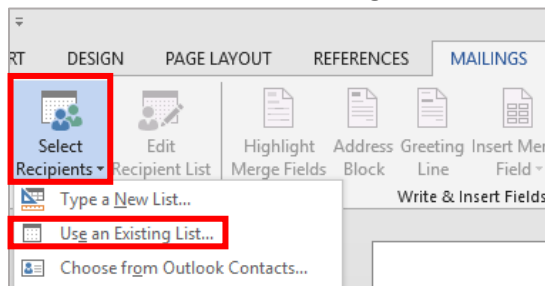 RT DESIGN PAGE LAYOUT REFERENCES MAILINGS
Select Edit Highlight Address Greeting Insert Mer
Recipients Recipient List Merge Fields Block Line Field
Type a New List... Write & Insert Fields
Use an Existing List...
Choose from Outlook Contacts...